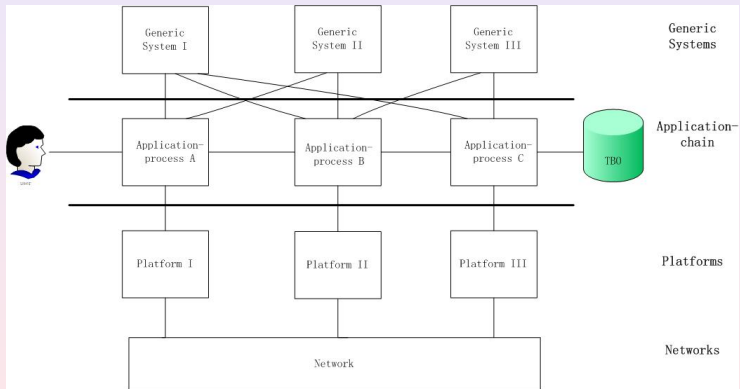 Generic
System I
Generic
System II
Generic
System III
Generic
Systems
Application-
process A
Application-
process B
Application-
process C
TBO
Application-
chain
user
Platform I
Platform II
Platform III
Platforms
Network
Networks